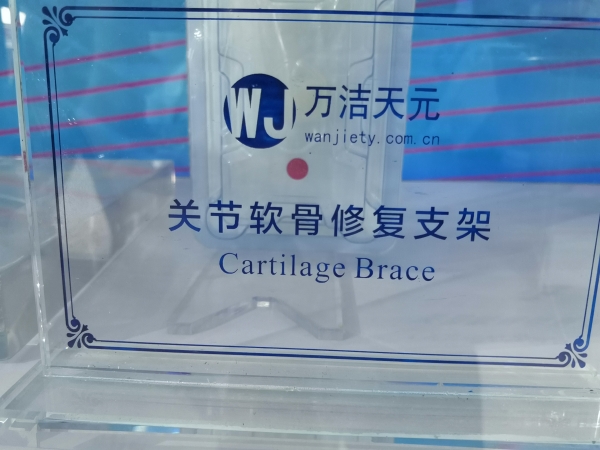 WJ 万洁天元
wanjiety.com.cn
关节软骨修复支架
Cartilage Brace